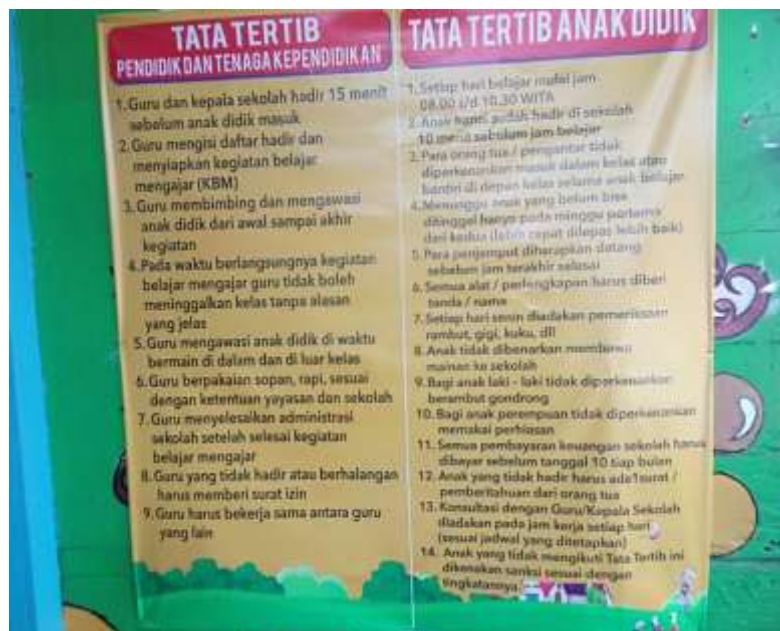 TATA TERTIB
PENDIDIK DAN TENAGA KEPENDIDIKAN
1. Guru dan kepala sekolah hadir 15 menit
sebelum anak didik masuk
2. Guru mengisi daftar hadir dan
menyiapkan kegiatan belajar
mengajar (KBM)
3. Guru membimbing dan mengawasi
anak didik dari awal sampai akhir
kegiatan
4. Pada waktu berlangsungnya kegiatan
belajar mengajar guru tidak boleh
meninggalkan kelas tanpa alasan
yang jelas
5. Guru mengawasi anak didik di waktu
bermain di dalam dan di luar kelas
6. Guru berpakaian sopan, rapi, sesuai
dengan ketentuan yayasan dan sekolah
7. Guru menyelesaikan administrasi
sekolah setelah selesai kegiatan
belajar mengajar
8. Guru yang tidak hadir atau berhalangan
harus memberi surat izin
9. Guru harus bekerja sama antara guru
yang lain
TATA TERTIB ANAK DIDIK
1. Setiap hari belajar mulai jam
08.00 s/d 10.30 WITA
2. Anak harus sudah hadir di sekolah
10 menit sebelum jam belajar
3. Para orang tua / pengantar tidak
diperkenankan masuk dalam kelas atau
berdiri di depan kelas selama anak belajar
4. Menunggu anak yang belum bisa
ditinggal hanya pada minggu pertama
dan kedua (lebih cepat dilepas lebih baik)
5. Para penjemput diharapkan datang
sebelum jam terakhir selesai
6. Semua alat / perlengkapan harus diberi
tanda / nama
7. Setiap hari senin diadakan pemeriksaan
rambut, gigi, kuku, dll
8. Anak tidak dibenarkan membawa
mainan ke sekolah
9. Bagi anak laki - laki tidak diperkenankan
berambut gondrong
10. Bagi anak perempuan tidak diperkenankan
memakai perhiasan
11. Semua pembayaran keuangan sekolah harus
dibayar sebelum tanggal 10 tiap bulan
12. Anak yang tidak hadir harus ada1surat /
pemberitahuan dari orang tua
13. Konsultasi dengan Guru/Kapala Sekolah
diadakan pada jam kerja setiap hari
(sesuai jadwal yang ditetapkan)
14. Anak yang tidak mengikuti Tata Tertib ini
dikenakan sanksi sesuai dengan
tingkatannya